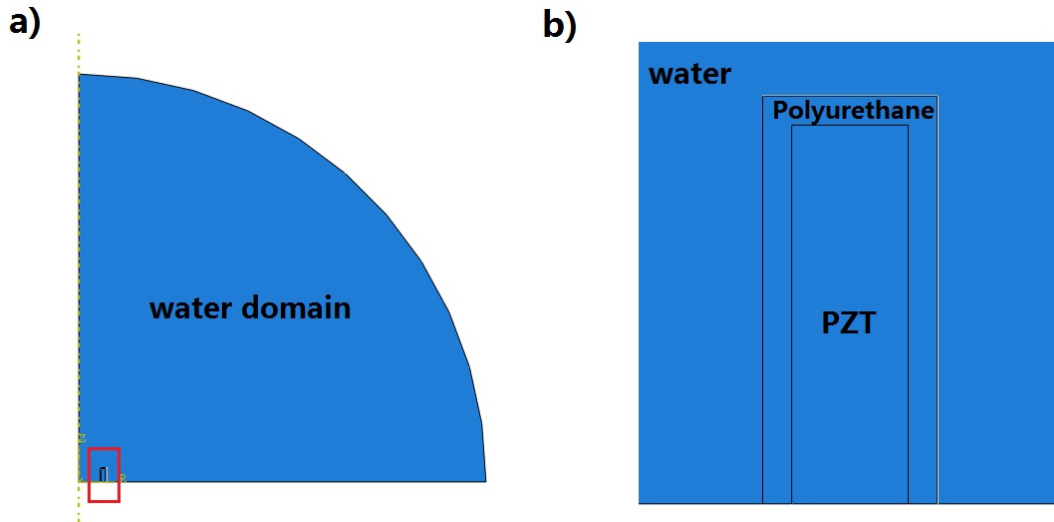 a)
water domain
Z
R
b)
water
Polyurethane
PZT